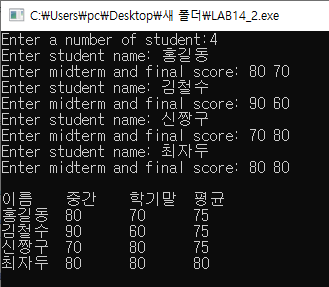 C:\Users\pc\Desktop\새 폴더\LAB14_2.exe
Enter a number of student:4
Enter student name: 홍길동
Enter midterm and final score: 80 70
Enter student name: 김철수
Enter midterm and final score: 90 60
Enter student name: 신짱구
Enter midterm and final score: 70 80
Enter student name: 최자두
Enter midterm and final score: 80 80
이름 중간 학기말 평균
홍길동 80 70 75
김철수 90 60 75
신짱구 70 80 75
최자두 80 80 80